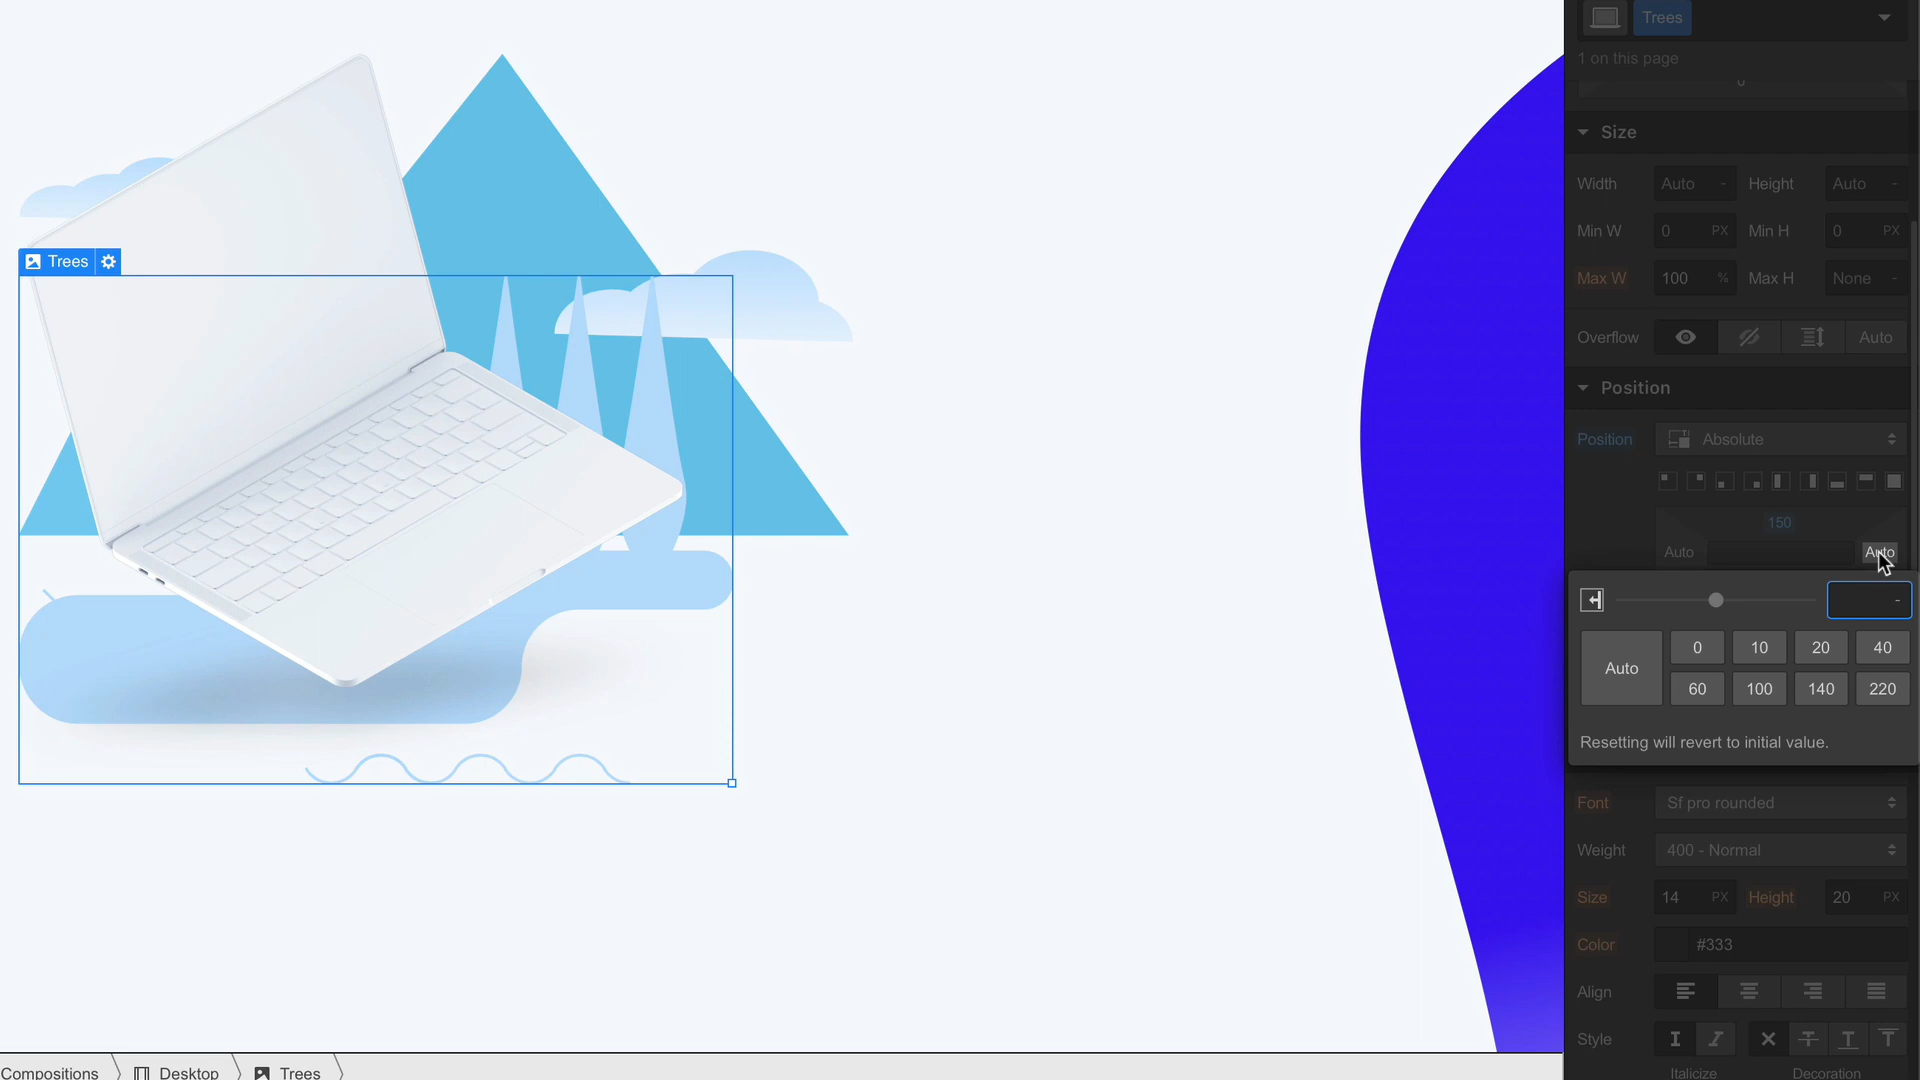 Trees
1 on this page
0
Size
Width Auto - Height Auto -
Min W 0 PX Min H 0 PX
Trees
Max W 100 % Max H None -
Overflow Auto
Position
Position Absolute
150
Auto Auto
-
Auto 0 10 20 40
60 100 140 220
Resetting will revert to initial value.
Font Sf pro rounded
Weight 400 - Normal
Size 14 PX Height 20 PX
Color #333
Align
Style
Italicize Decoration
Compositions Desktop Trees